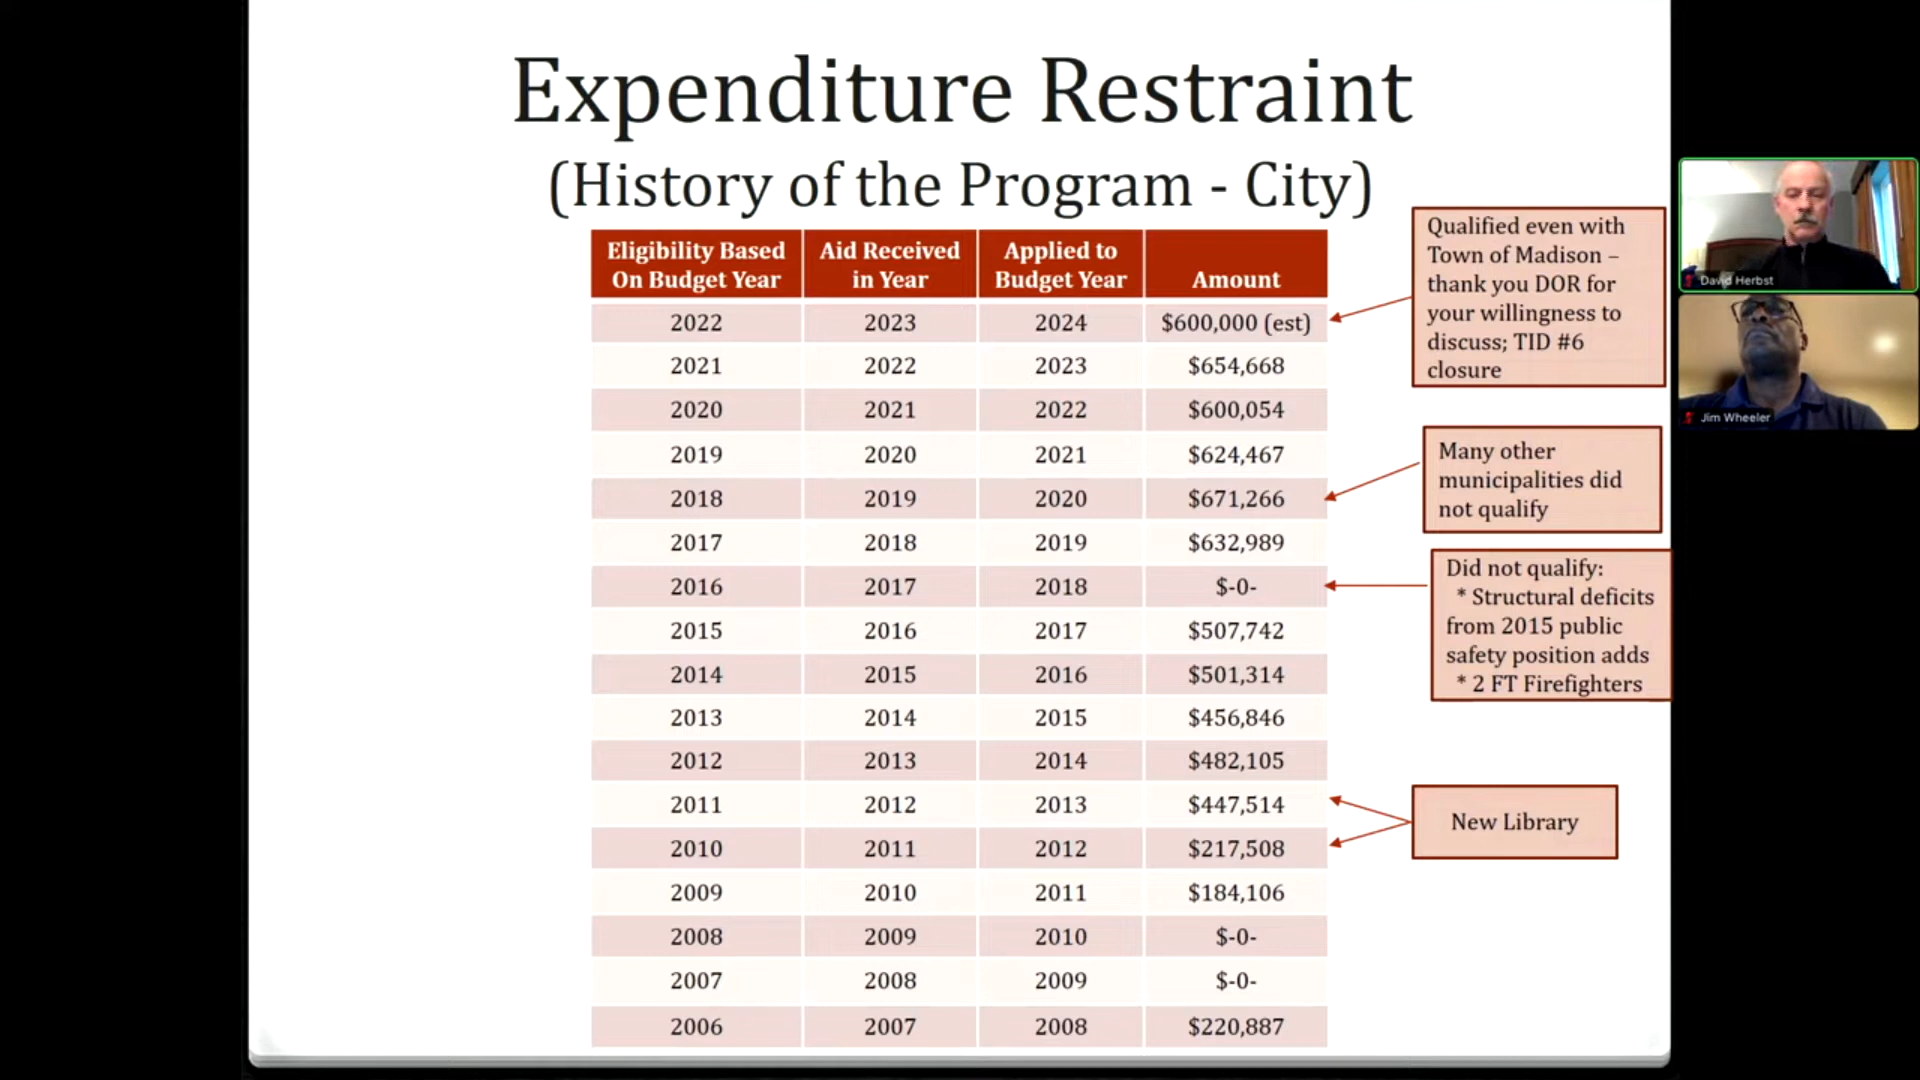 Expenditure Restraint
(History of the Program - City)
Eligibility Based On Budget Year | Aid Received in Year | Applied to Budget Year | Amount
2022 2023 2024 $600,000 (est)
2021 2022 2023 $654,668
2020 2021 2022 $600,054
2019 2020 2021 $624,467
2018 2019 2020 $671,266
2017 2018 2019 $632,989
2016 2017 2018 $-0-
2015 2016 2017 $507,742
2014 2015 2016 $501,314
2013 2014 2015 $456,846
2012 2013 2014 $482,105
2011 2012 2013 $447,514
2010 2011 2012 $217,508
2009 2010 2011 $184,106
2008 2009 2010 $-0-
2007 2008 2009 $-0-
2006 2007 2008 $220,887
Qualified even with
Town of Madison –
thank you DOR for
your willingness to
discuss; TID #6
closure
Many other
municipalities did
not qualify
Did not qualify:
* Structural deficits
from 2015 public
safety position adds
* 2 FT Firefighters
New Library
David Herbst
Jim Wheeler